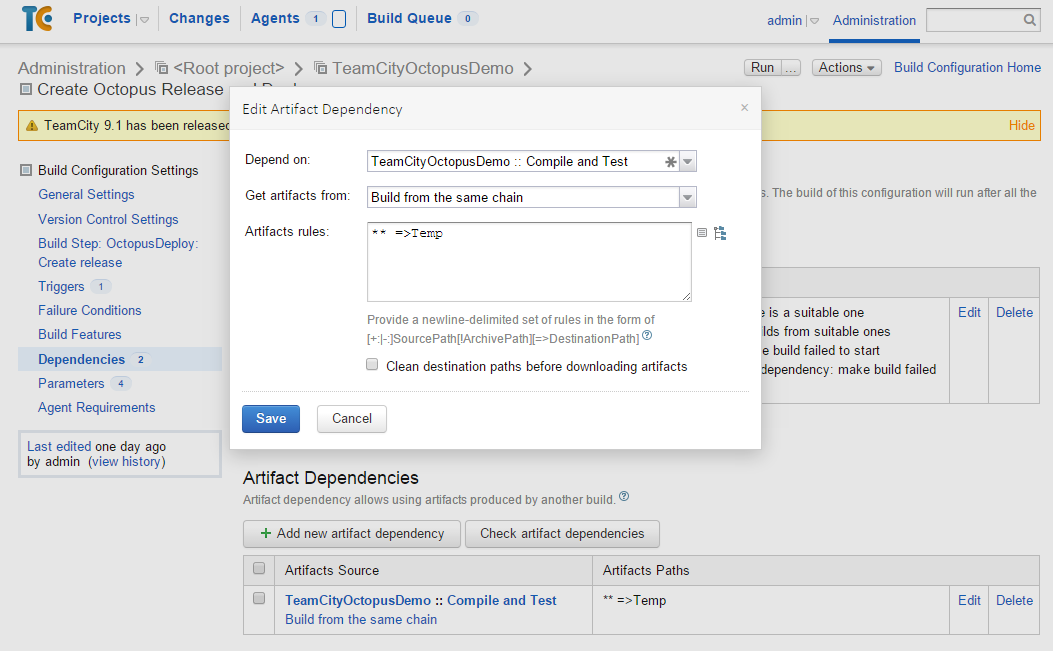 TC
Projects
Changes
Agents 1
Build Queue 0
admin
Administration
Administration > <Root project> > TeamCityOctopusDemo >
Run ...
Actions
Build Configuration Home
Create Octopus Release
TeamCity 9.1 has been released
Hide
Build Configuration Settings
General Settings
Version Control Settings
Build Step: OctopusDeploy:
Create release
Triggers 1
Failure Conditions
Build Features
Dependencies 2
Parameters 4
Agent Requirements
Last edited one day ago
by admin (view history)
Edit Artifact Dependency
×
Depend on:
TeamCityOctopusDemo :: Compile and Test
Get artifacts from:
Build from the same chain
Artifacts rules:
** =>Temp
Provide a newline-delimited set of rules in the form of
[+:|-:]SourcePath[!ArchivePath][=>DestinationPath]
Clean destination paths before downloading artifacts
Save
Cancel
s. The build of this configuration will run after all the
e is a suitable one
ilds from suitable ones
e build failed to start
dependency: make build failed
Edit
Delete
Artifact Dependencies
Artifact dependency allows using artifacts produced by another build.
+ Add new artifact dependency
Check artifact dependencies
Artifacts Source
Artifacts Paths
TeamCityOctopusDemo :: Compile and Test
Build from the same chain
** =>Temp
Edit
Delete